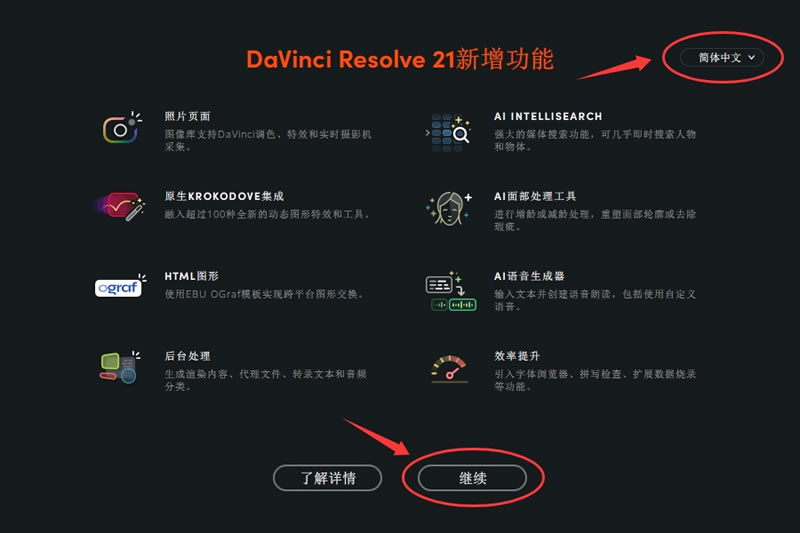 DaVinci Resolve 21新增功能
简体中文
照片页面
图像库支持DaVinci调色、特效和实时摄影机
采集。
AI INTELLISEARCH
强大的媒体搜索功能，可几乎即时搜索人物
和物体。
原生KROKODOVE集成
融入超过100种全新的动态图形特效和工具。
AI面部处理工具
进行增龄或减龄处理，重塑面部轮廓或去除
瑕疵。
ograf
HTML图形
使用EBU OGraf模板实现跨平台图形交换。
AI语音生成器
输入文本并创建语音朗读，包括使用自定义
语音。
后台处理
生成渲染内容、代理文件、转录文本和音频
分类。
效率提升
引入字体浏览器、拼写检查、扩展数据烧录
等功能。
了解详情
继续